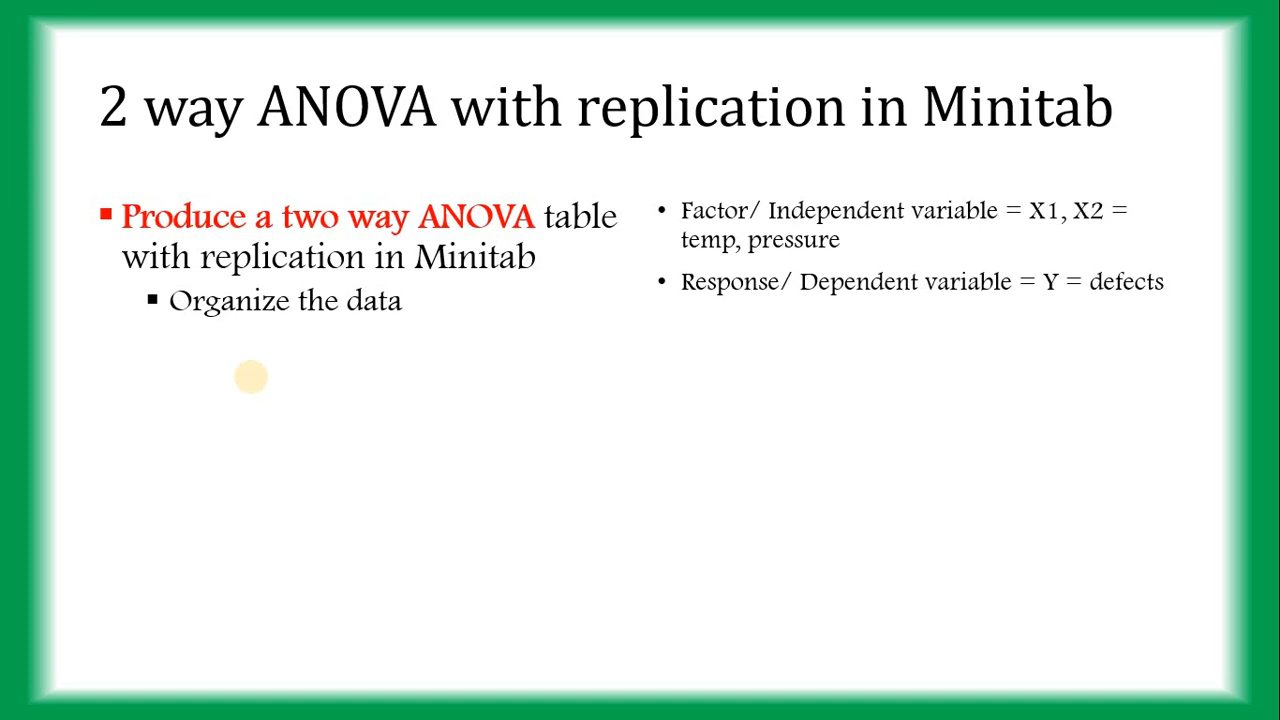 2 way ANOVA with replication in Minitab
▪ Produce a two way ANOVA table
with replication in Minitab
▪ Organize the data
• Factor/ Independent variable = X1, X2 =
temp, pressure
• Response/ Dependent variable = Y = defects